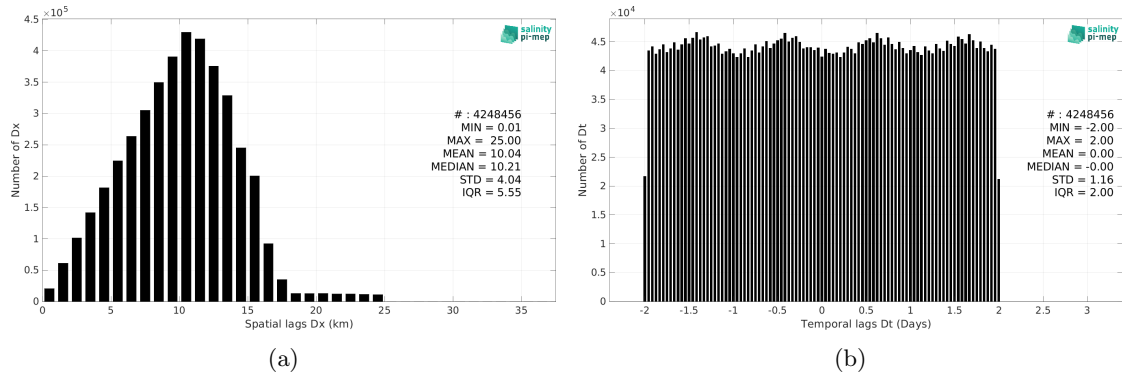 ×10⁵
4.5
4
3.5
3
2.5
2
1.5
1
0.5
0
Number of Dx
salinity
pi-mep
# : 4248456
MIN = 0.01
MAX = 25.00
MEAN = 10.04
MEDIAN = 10.21
STD = 4.04
IQR = 5.55
0 5 10 15 20 25 30 35
Spatial lags Dx (km)
(a)
×10⁴
4.5
4
3.5
3
2.5
2
1.5
1
0.5
0
Number of Dt
salinity
pi-mep
# : 4248456
MIN = -2.00
MAX = 2.00
MEAN = 0.00
MEDIAN = -0.00
STD = 1.16
IQR = 2.00
-2 -1.5 -1 -0.5 0 0.5 1 1.5 2 2.5 3
Temporal lags Dt (Days)
(b)